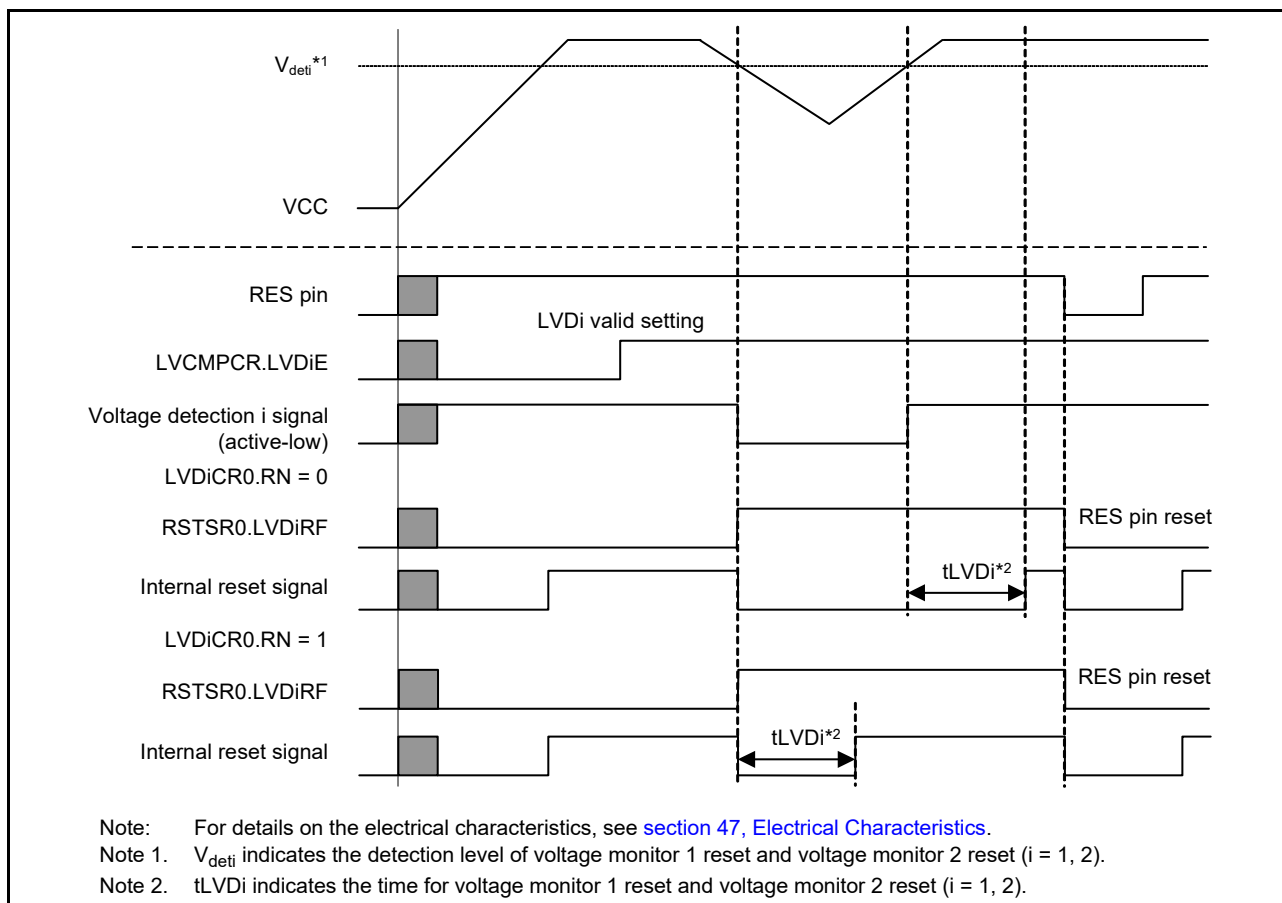 Vdeti*1
VCC
RES pin
LVDi valid setting
LVCMPCR.LVDiE
Voltage detection i signal
(active-low)
LVDiCR0.RN = 0
RSTSR0.LVDiRF
RES pin reset
tLVDi*2
Internal reset signal
LVDiCR0.RN = 1
RSTSR0.LVDiRF
RES pin reset
tLVDi*2
Internal reset signal
Note: For details on the electrical characteristics, see section 47, Electrical Characteristics.
Note 1. Vdeti indicates the detection level of voltage monitor 1 reset and voltage monitor 2 reset (i = 1, 2).
Note 2. tLVDi indicates the time for voltage monitor 1 reset and voltage monitor 2 reset (i = 1, 2).